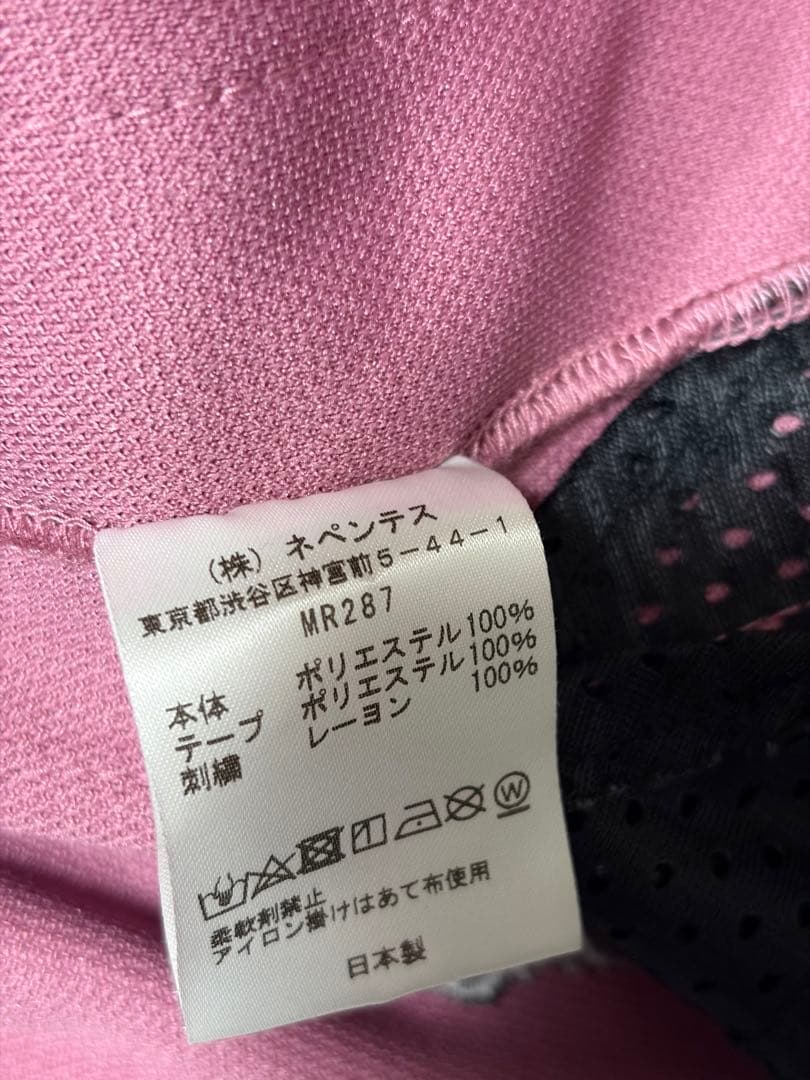 （株）ネペンテス
東京都渋谷区神宮前5-44-1
MR287
本体 ポリエステル100%
テープ ポリエステル100%
刺繍 レーヨン 100%
W
柔軟剤禁止
アイロン掛けはあて布使用
日本製